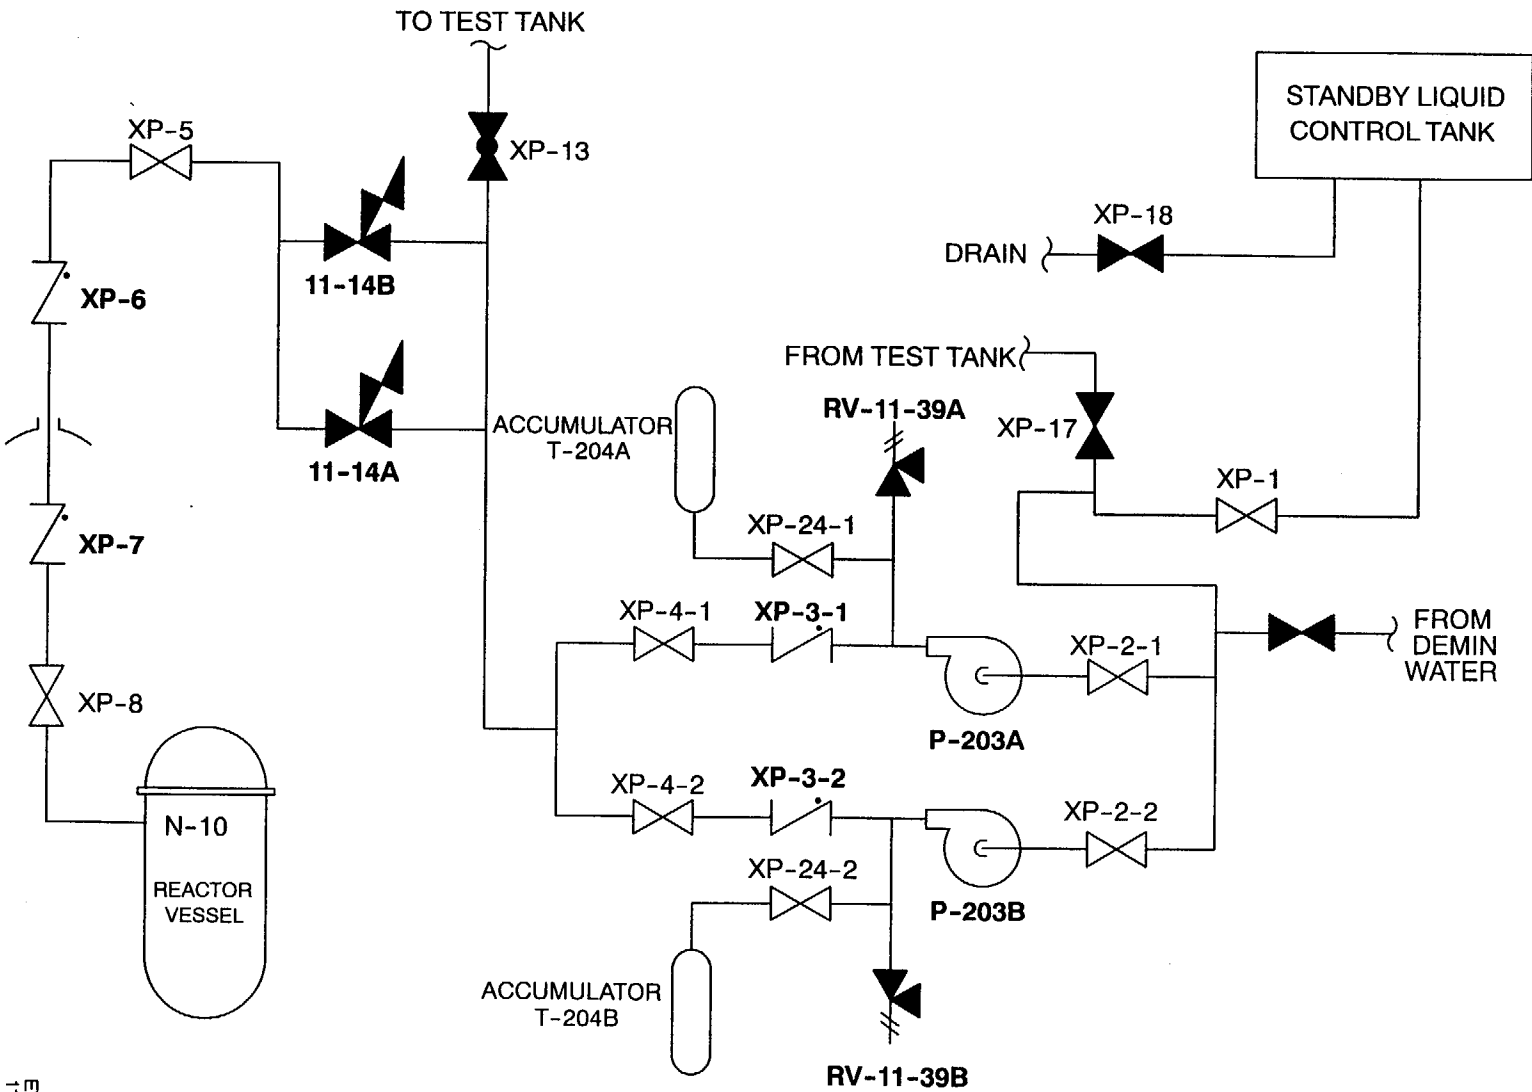 TO TEST TANK
XP-5
XP-13
STANDBY LIQUID
CONTROL TANK
XP-18
DRAIN
XP-6
11-14B
FROM TEST TANK
RV-11-39A
XP-17
ACCUMULATOR
T-204A
11-14A
XP-1
XP-24-1
XP-7
XP-4-1
XP-3-1
FROM
DEMIN
WATER
XP-2-1
XP-8
P-203A
XP-4-2
XP-3-2
XP-2-2
N-10
XP-24-2
REACTOR
VESSEL
P-203B
ACCUMULATOR
T-204B
RV-11-39B